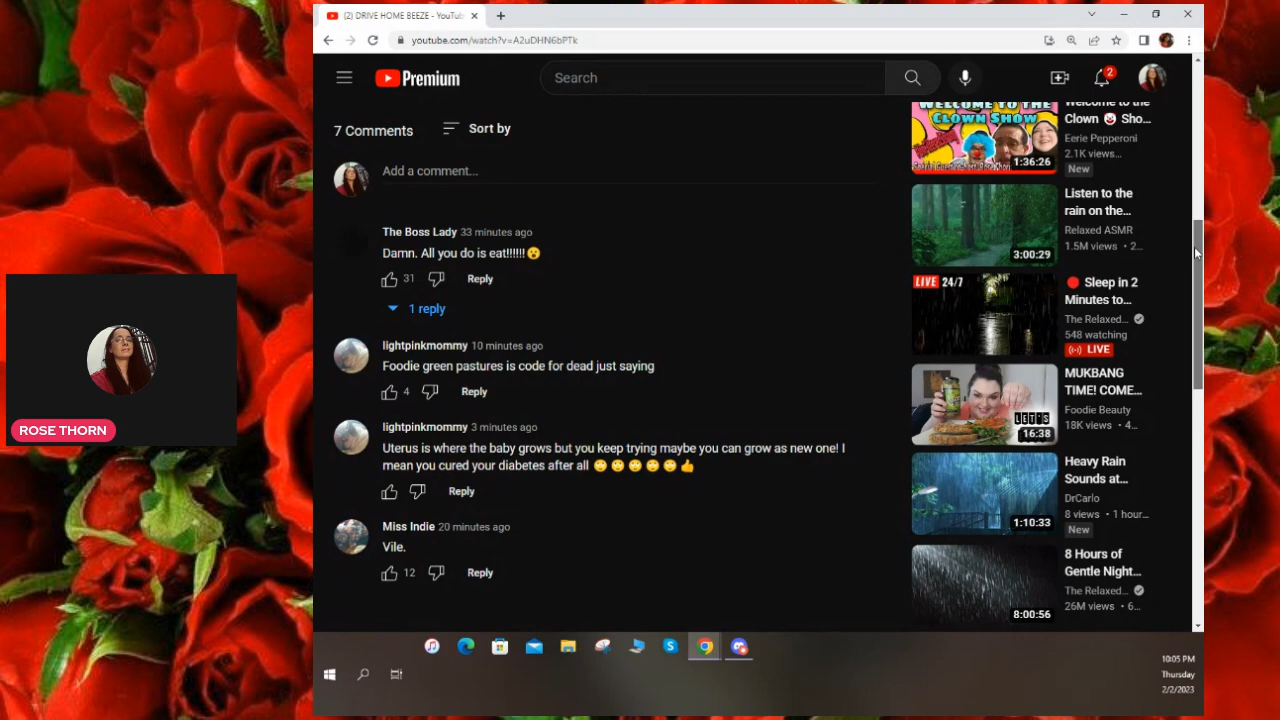 (2) DRIVE HOME BEEZE - YouTub
youtube.com/watch?v=A2uDHN6bPTk
Premium
Search
2
7 Comments
Sort by
Add a comment...
The Boss Lady 33 minutes ago
Damn. All you do is eat!!!!!!😮
31
Reply
1 reply
lightpinkmommy 10 minutes ago
Foodie green pastures is code for dead just saying
4
Reply
lightpinkmommy 3 minutes ago
Uterus is where the baby grows but you keep trying maybe you can grow as new one! I
mean you cured your diabetes after all 🙄🙄🙄🙄🙄👍
Reply
Miss Indie 20 minutes ago
Vile.
12
Reply
WELCOME TO THE
CLOWN SHOW
1:36:26
Welcome to the
Clown 🤡 Sho...
Eerie Pepperoni
2.1K views...
New
3:00:29
Listen to the
rain on the...
Relaxed ASMR
1.5M views • 2...
LIVE 24/7
🔴 Sleep in 2
Minutes to...
The Relaxed...
548 watching
LIVE
LET'S
16:38
MUKBANG
TIME! COME...
Foodie Beauty
18K views • 4...
1:10:33
Heavy Rain
Sounds at...
DrCarlo
8 views • 1 hour...
New
8:00:56
8 Hours of
Gentle Night...
The Relaxed...
26M views • 6...
ROSE THORN
10:05 PM
Thursday
2/2/2023